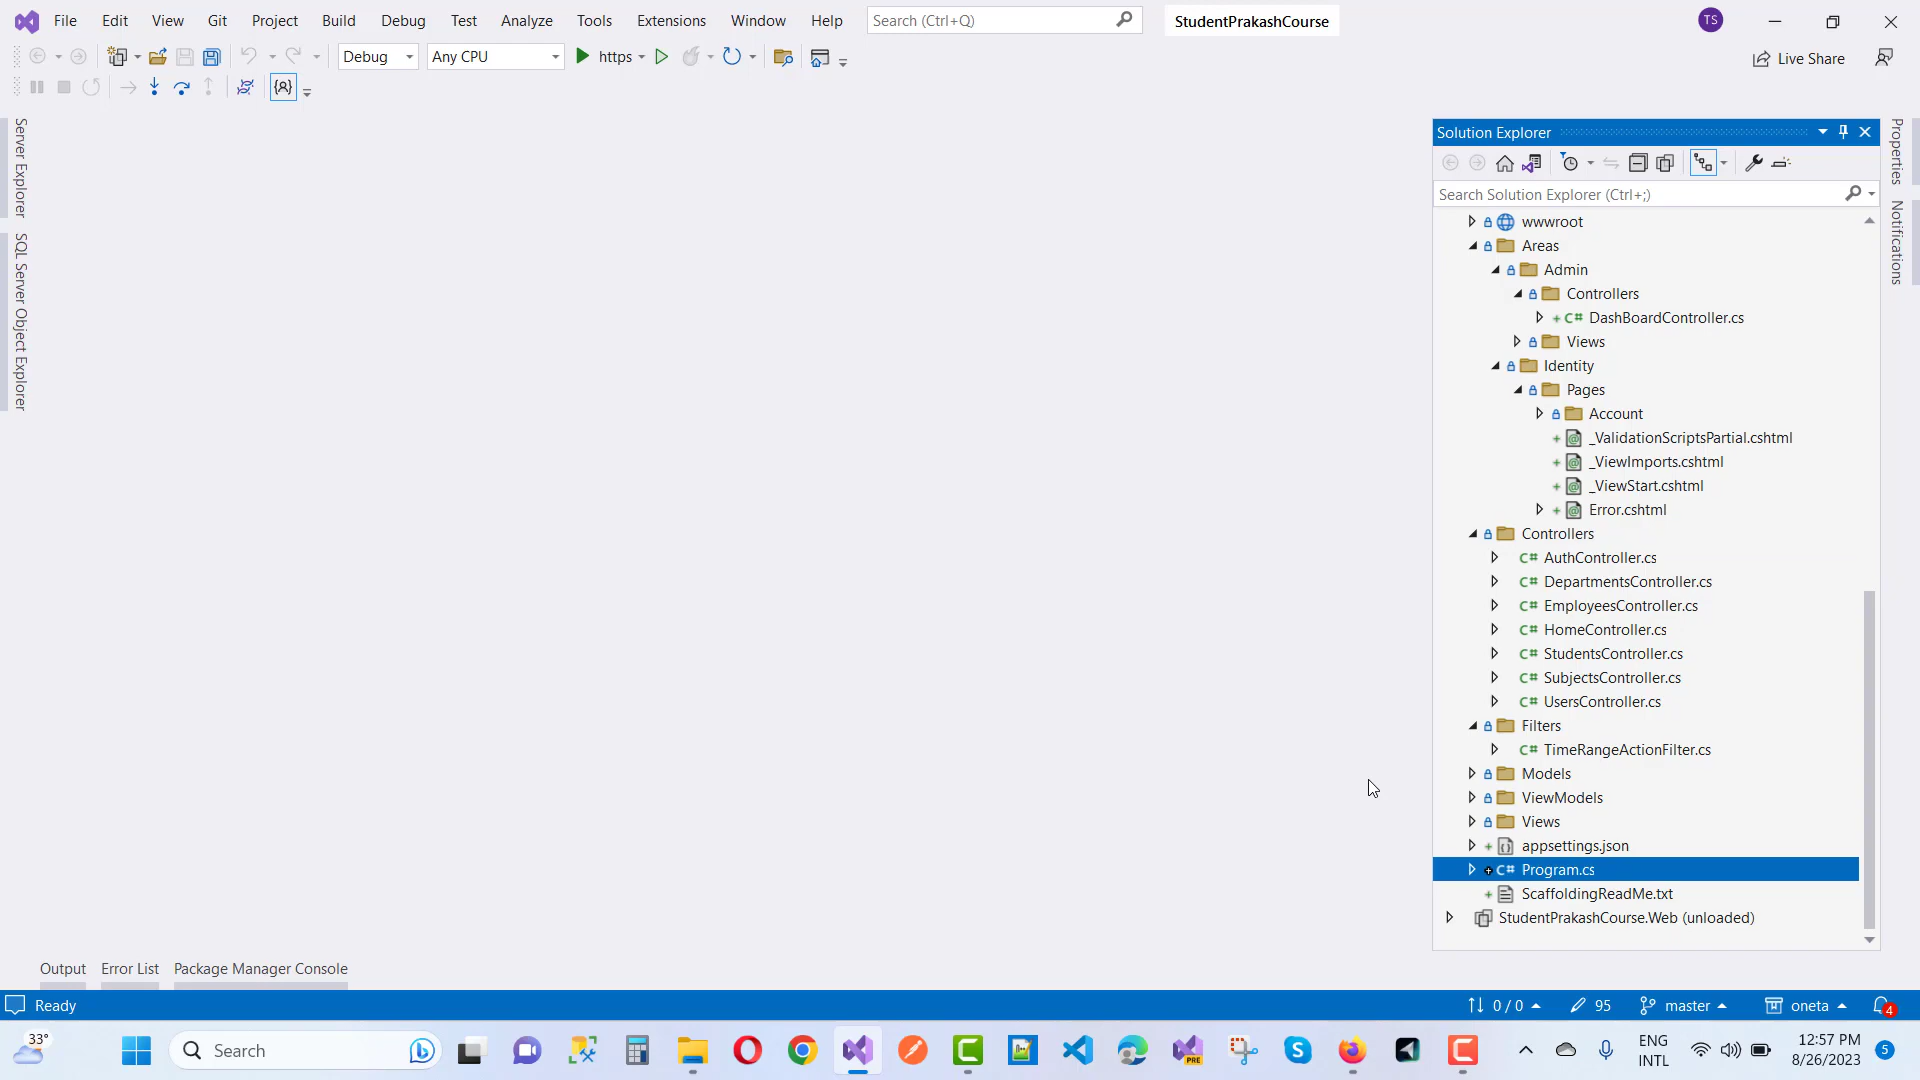 File Edit View Git Project Build Debug Test Analyze Tools Extensions Window Help Search (Ctrl+Q) StudentPrakashCourse TS
Debug Any CPU https Live Share
Server Explorer
SQL Server Object Explorer
Solution Explorer
Search Solution Explorer (Ctrl+;)
wwwroot
Areas
Admin
Controllers
C# DashBoardController.cs
Views
Identity
Pages
Account
_ValidationScriptsPartial.cshtml
_ViewImports.cshtml
_ViewStart.cshtml
Error.cshtml
Controllers
C# AuthController.cs
C# DepartmentsController.cs
C# EmployeesController.cs
C# HomeController.cs
C# StudentsController.cs
C# SubjectsController.cs
C# UsersController.cs
Filters
C# TimeRangeActionFilter.cs
Models
ViewModels
Views
appsettings.json
C# Program.cs
ScaffoldingReadMe.txt
StudentPrakashCourse.Web (unloaded)
Properties
Notifications
Output Error List Package Manager Console
Ready 0 / 0 95 master oneta 4
33° Search PRE ENG INTL 12:57 PM 5
8/26/2023